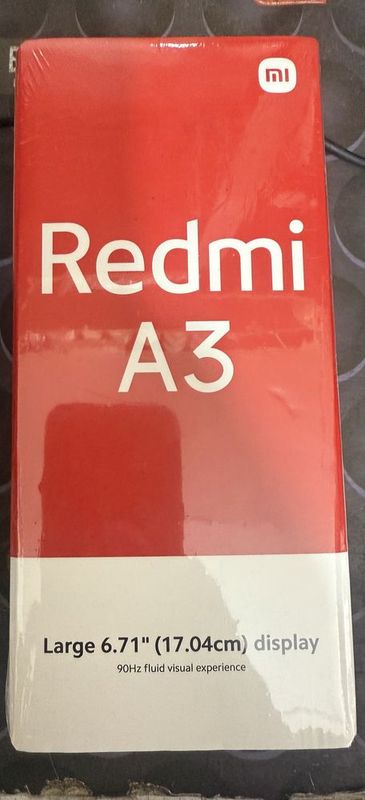 mi
Redmi
A3
Large 6.71" (17.04cm) display
90Hz fluid visual experience